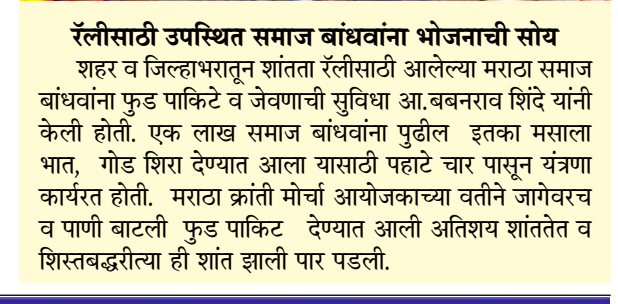 रॅलीसाठी उपस्थित समाज बांधवांना भोजनाची सोय
शहर व जिल्हाभरातून शांतता रॅलीसाठी आलेल्या मराठा समाज
बांधवांना फुड पाकिटे व जेवणाची सुविधा आ.बबनराव शिंदे यांनी
केली होती. एक लाख समाज बांधवांना पुढील इतका मसाला
भात, गोड शिरा देण्यात आला यासाठी पहाटे चार पासून यंत्रणा
कार्यरत होती. मराठा क्रांती मोर्चा आयोजकाच्या वतीने जागेवरच
व पाणी बाटली फुड पाकिट देण्यात आली अतिशय शांततेत व
शिस्तबद्धरीत्या ही शांत झाली पार पडली.